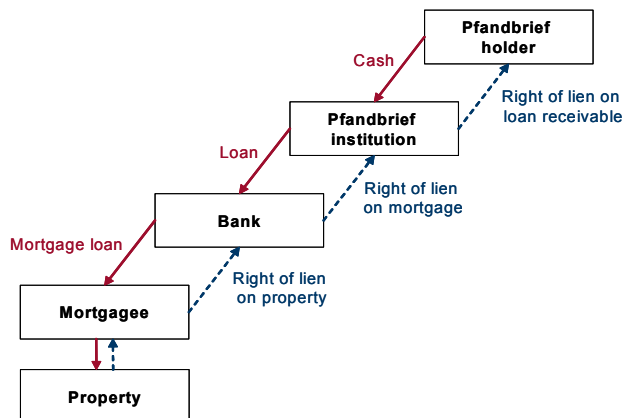 Pfandbrief
holder
Cash
Right of lien on
loan receivable
Pfandbrief
institution
Loan
Right of lien
on mortgage
Bank
Mortgage loan
Right of lien
on property
Mortgagee
Property